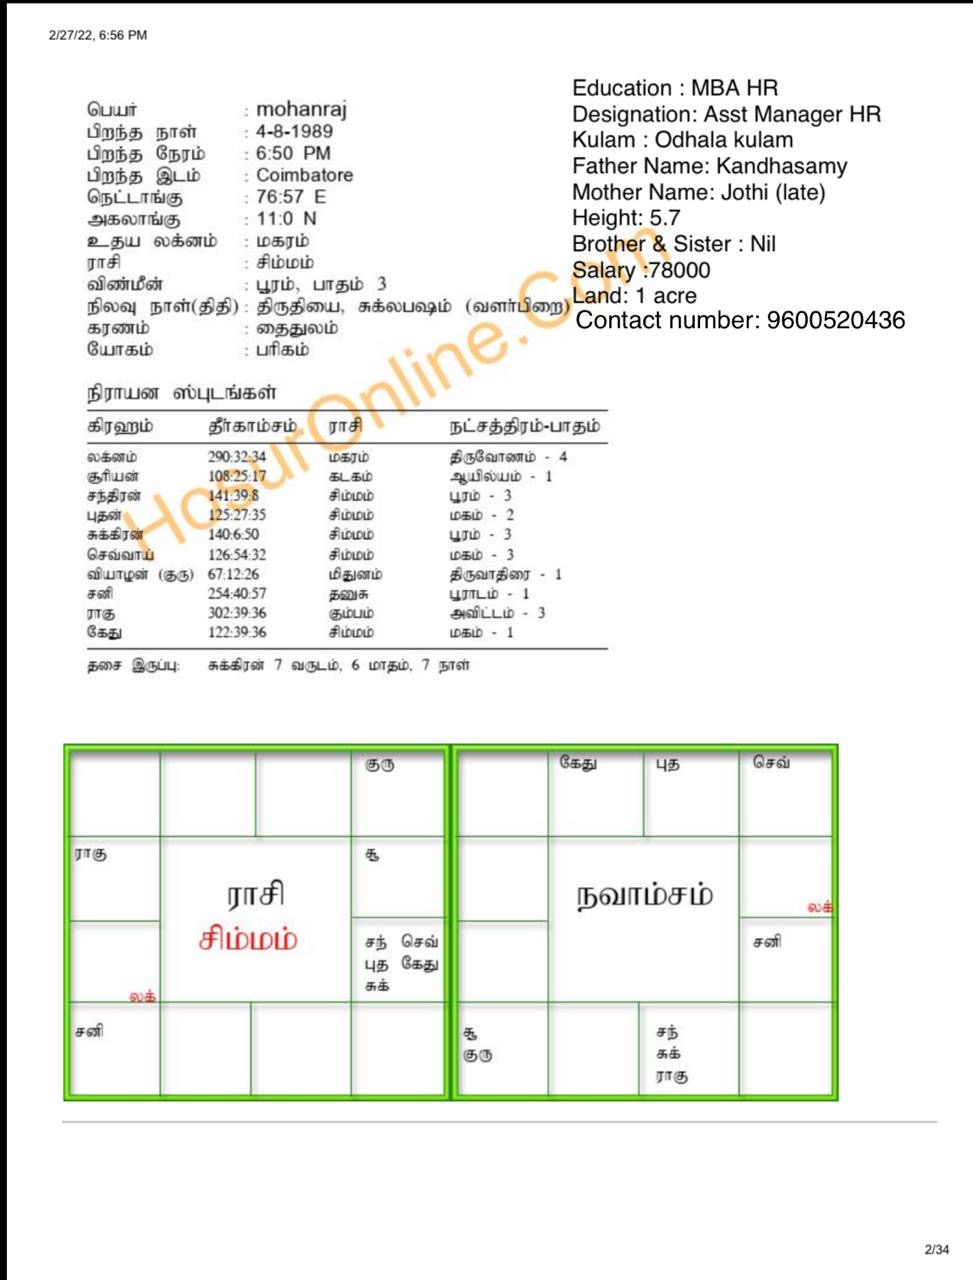 2/27/22, 6:56 PM
பெயர் : mohanraj
பிறந்த நாள் : 4-8-1989
பிறந்த நேரம் : 6:50 PM
பிறந்த இடம் : Coimbatore
நெட்டாங்கு : 76:57 E
அகலாங்கு : 11:0 N
உதய லக்னம் : மகரம்
ராசி : சிம்மம்
விண்மீன் : பூரம், பாதம் 3
நிலவு நாள்(திதி) : திருதியை, சுக்லபஷம் (வளர்பிறை)
கரணம் : தைதுலம்
யோகம் : பரிகம்
Education : MBA HR
Designation: Asst Manager HR
Kulam : Odhala kulam
Father Name: Kandhasamy
Mother Name: Jothi (late)
Height: 5.7
Brother & Sister : Nil
Salary :78000
Land: 1 acre
Contact number: 9600520436
HosurOnline.Com
நிராயன ஸ்புடங்கள்
கிரஹம் தீர்காம்சம் ராசி நட்சத்திரம்-பாதம்
லக்னம் 290:32:34 மகரம் திருவோணம் - 4
சூரியன் 108:25:17 கடகம் ஆயில்யம் - 1
சந்திரன் 141:39:8 சிம்மம் பூரம் - 3
புதன் 125:27:35 சிம்மம் மகம் - 2
சுக்கிரன் 140:6:50 சிம்மம் பூரம் - 3
செவ்வாய் 126:54:32 சிம்மம் மகம் - 3
வியாழன் (குரு) 67:12:26 மிதுனம் திருவாதிரை - 1
சனி 254:40:57 தனுசு பூராடம் - 1
ராகு 302:39:36 கும்பம் அவிட்டம் - 3
கேது 122:39:36 சிம்மம் மகம் - 1
தசை இருப்பு: சுக்கிரன் 7 வருடம், 6 மாதம், 7 நாள்
குரு
ராகு
சூ
ராசி
சிம்மம்
சந் செவ்
புத கேது
சுக்
லக்
சனி
கேது புத செவ்
நவாம்சம்
லக்
சனி
சூ
குரு
சந்
சுக்
ராகு
2/34